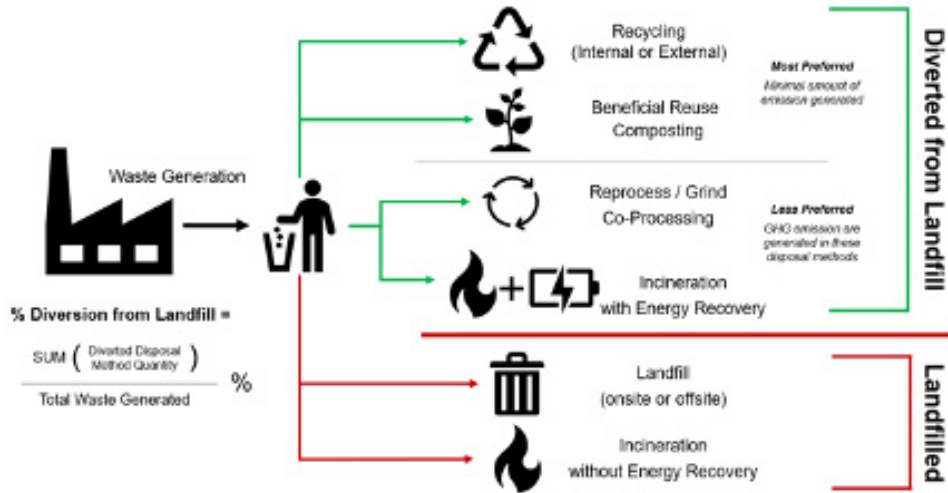 Recycling
(Internal or External)
Most Preferred
Minimal amount of
emission generated
Beneficial Reuse
Composting
Diverted from Landfill
Waste Generation
Reprocess / Grind
Co-Processing
Less Preferred
GHG emission are
generated in these
disposal methods
Incineration
with Energy Recovery
% Diversion from Landfill =
SUM ( Diverted Disposal
Method Quantity )
%
Total Waste Generated
Landfill
(onsite or offsite)
Incineration
without Energy Recovery
Landfilled